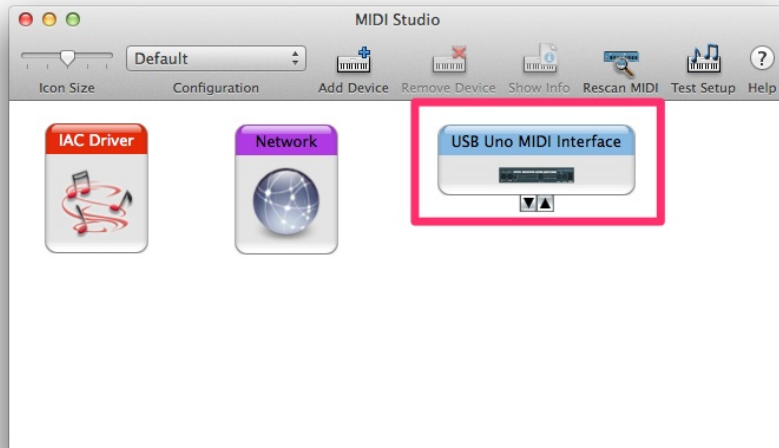 MIDI Studio
Default
Icon Size Configuration Add Device Remove Device Show Info Rescan MIDI Test Setup Help
IAC Driver Network USB Uno MIDI Interface